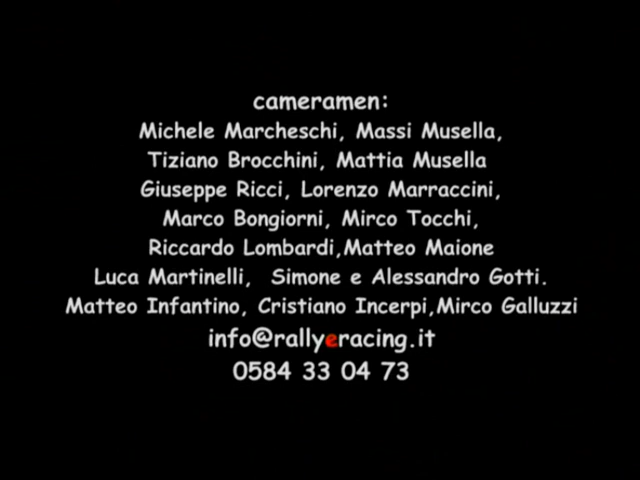 cameramen:
Michele Marcheschi, Massi Musella,
Tiziano Brocchini, Mattia Musella
Giuseppe Ricci, Lorenzo Marraccini,
Marco Bongiorni, Mirco Tocchi,
Riccardo Lombardi,Matteo Maione
Luca Martinelli,  Simone e Alessandro Gotti.
Matteo Infantino, Cristiano Incerpi,Mirco Galluzzi
info@rallyeracing.it
0584 33 04 73